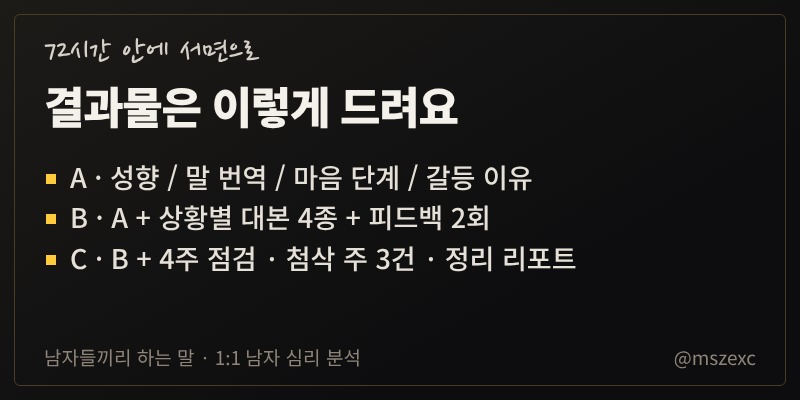 72시간 안에 서면으로
결과물은 이렇게 드려요
A · 성향 / 말 번역 / 마음 단계 / 갈등 이유
B · A + 상황별 대본 4종 + 피드백 2회
C · B + 4주 점검 · 첨삭 주 3건 · 정리 리포트
남자들끼리 하는 말 · 1:1 남자 심리 분석
@mszexc